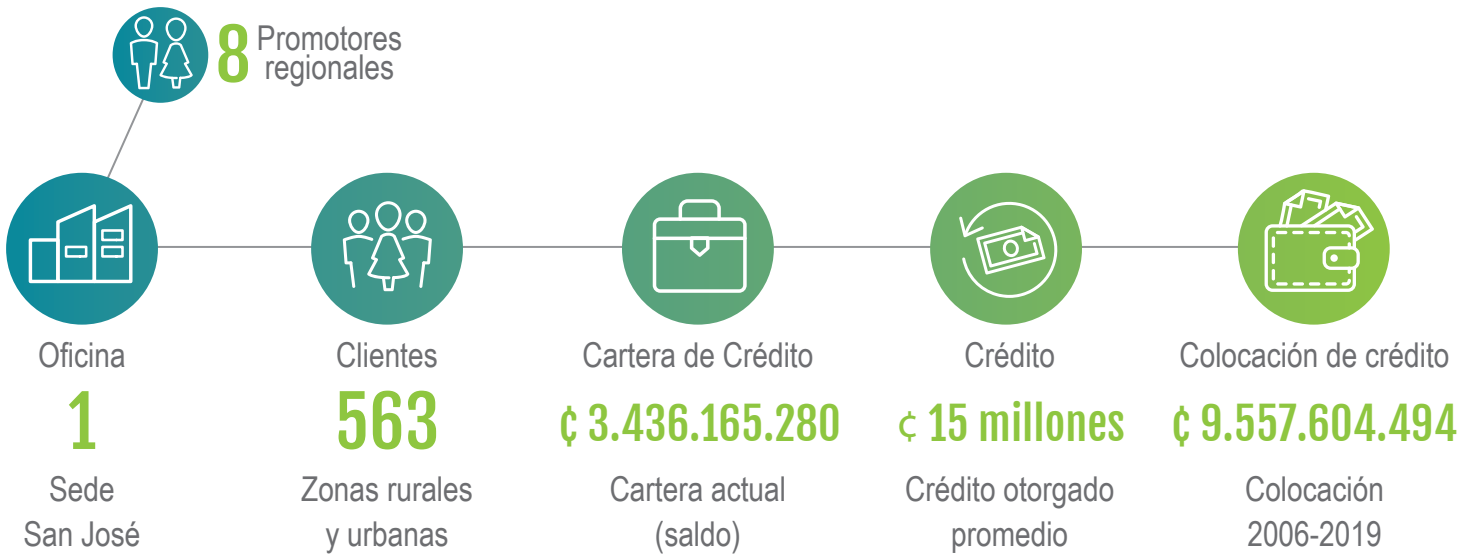 8 Promotores
regionales
Oficina
1
Sede
San José
Clientes
563
Zonas rurales
y urbanas
Cartera de Crédito
¢ 3.436.165.280
Cartera actual
(saldo)
Crédito
¢ 15 millones
Crédito otorgado
promedio
Colocación de crédito
¢ 9.557.604.494
Colocación
2006-2019